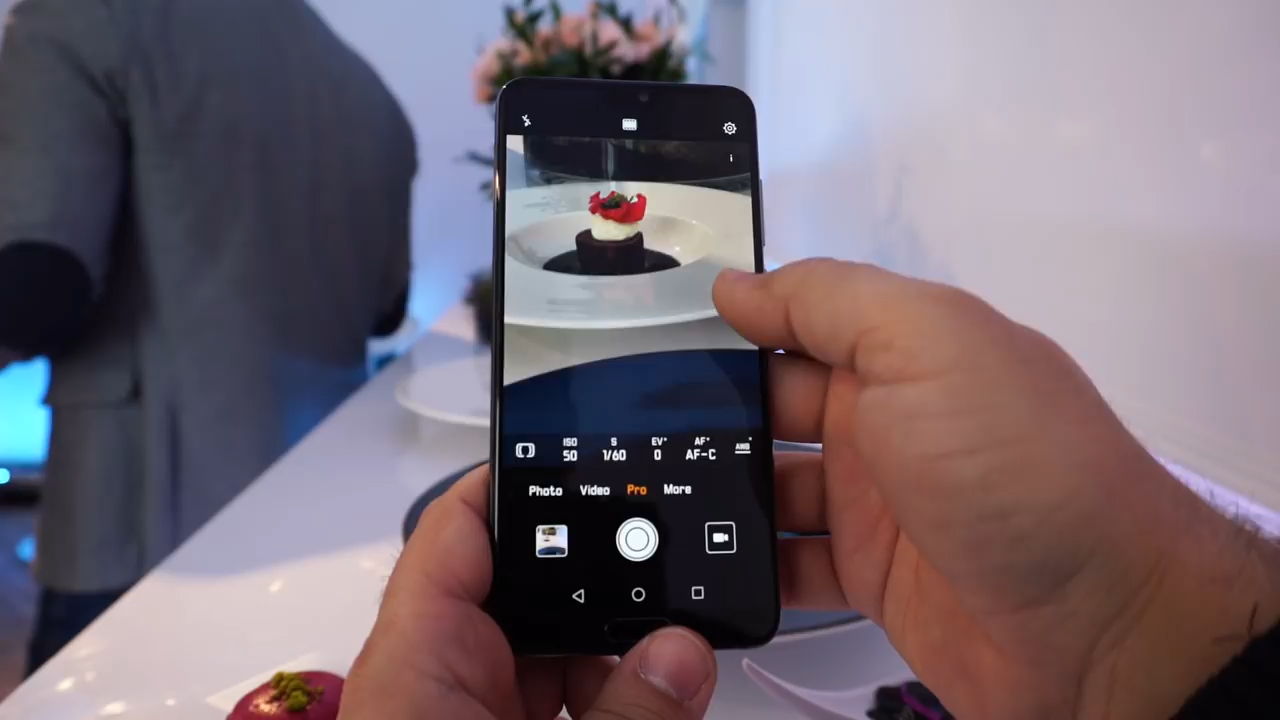 i
ISO S EV• AF•
50 1/60 0 AF-C AWB•
Photo Video Pro More